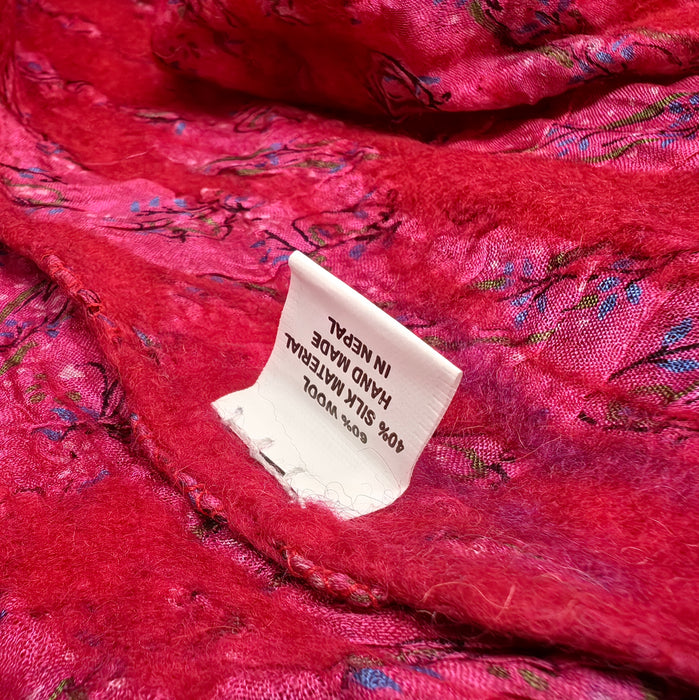 60% WOOL
40% SILK MATERIAL
HAND MADE
IN NEPAL